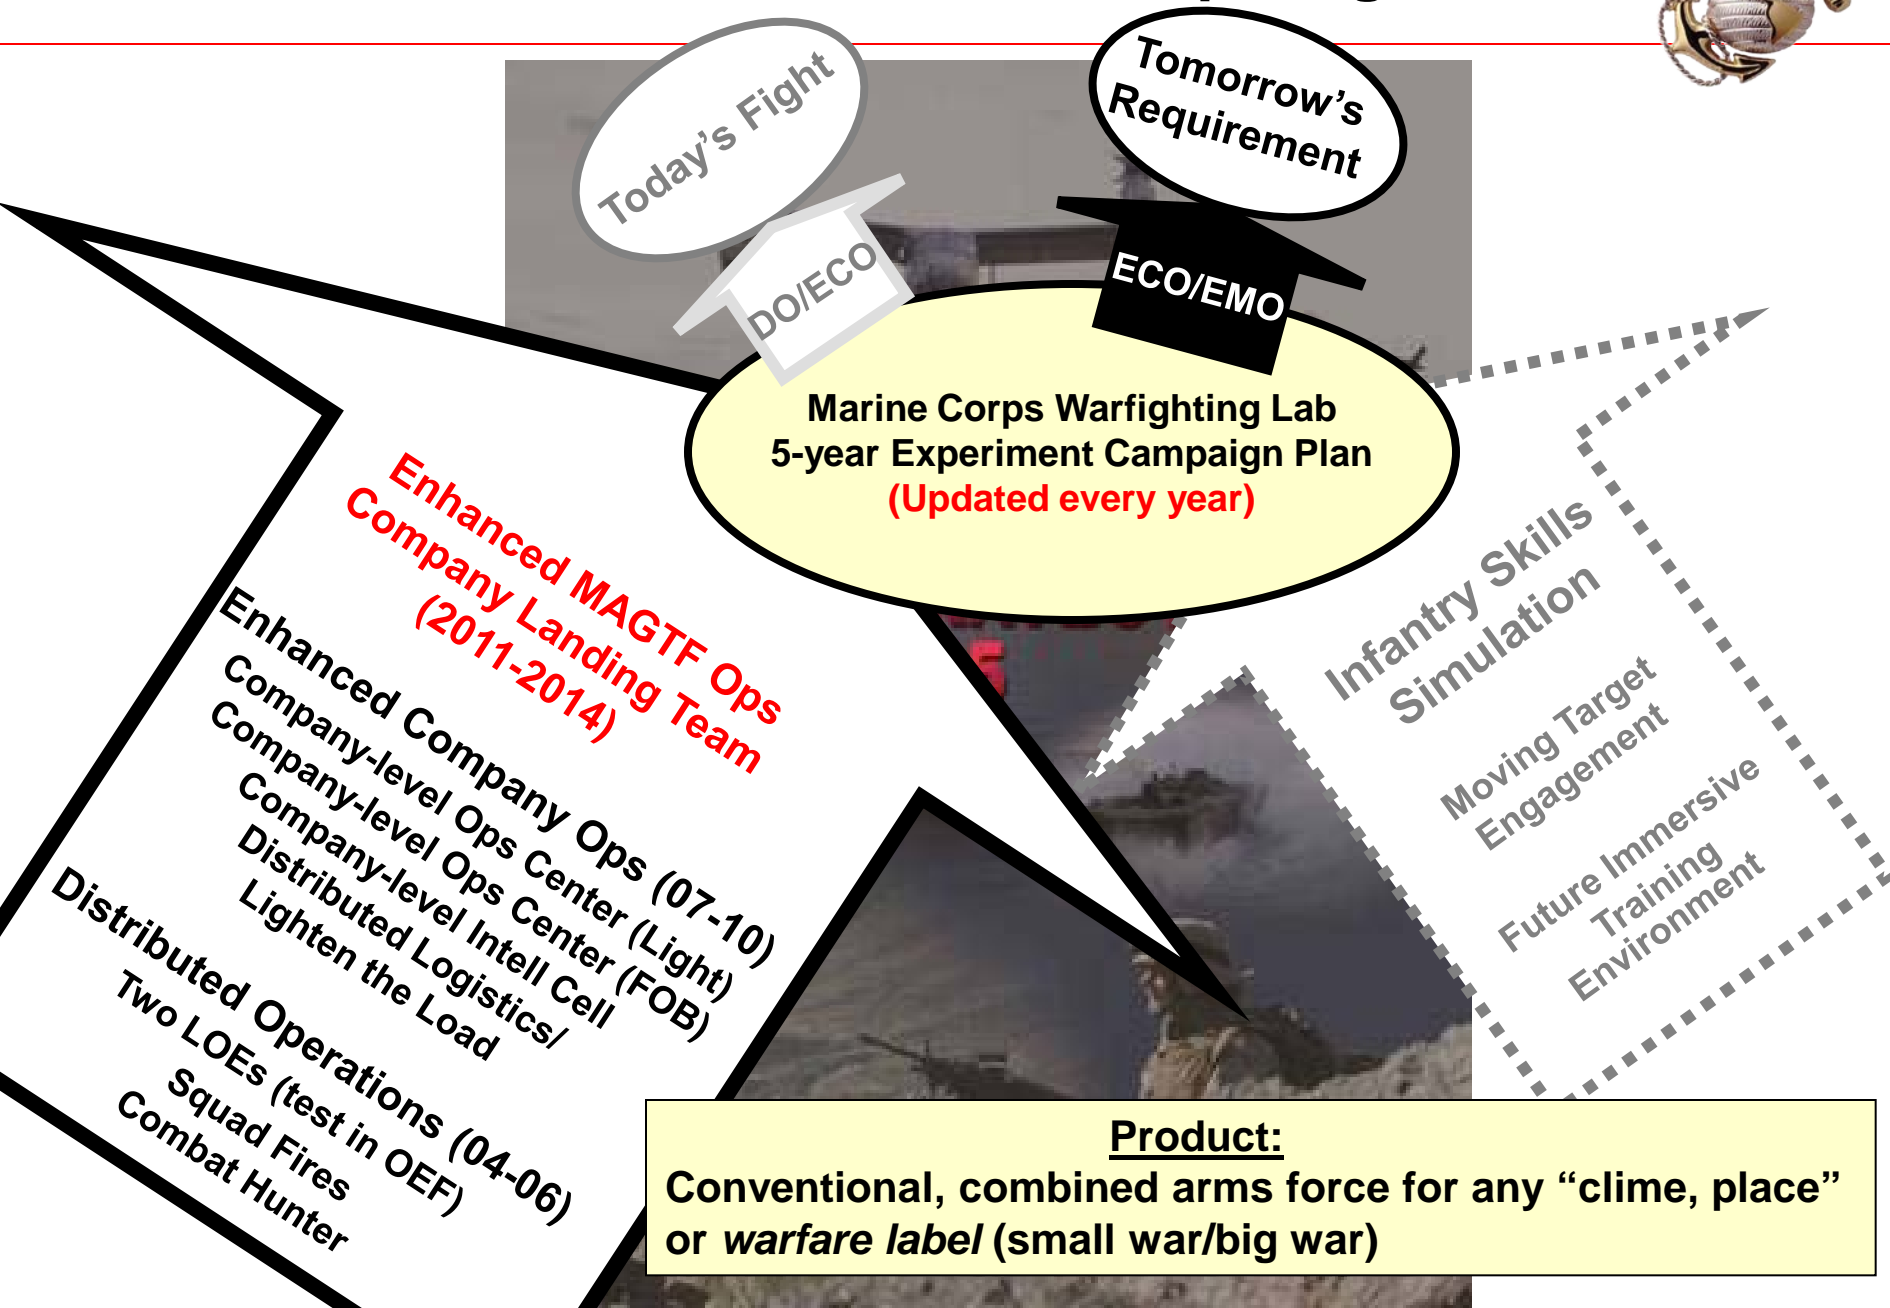 Today's Fight
Tomorrow's
Requirement
DO/ECO
ECO/EMO
Marine Corps Warfighting Lab
5-year Experiment Campaign Plan
(Updated every year)
Enhanced MAGTF Ops
Company Landing Team
(2011-2014)
Enhanced Company Ops (07-10)
Company-level Ops Center (Light)
Company-level Ops Center (FOB)
Company-level Intell Cell
Distributed Logistics/
Lighten the Load
Distributed Operations (04-06)
Two LOEs (test in OEF)
Squad Fires
Combat Hunter
Infantry Skills
Simulation
Moving Target
Engagement
Future Immersive
Training
Environment
Product:
Conventional, combined arms force for any “clime, place”
or warfare label (small war/big war)